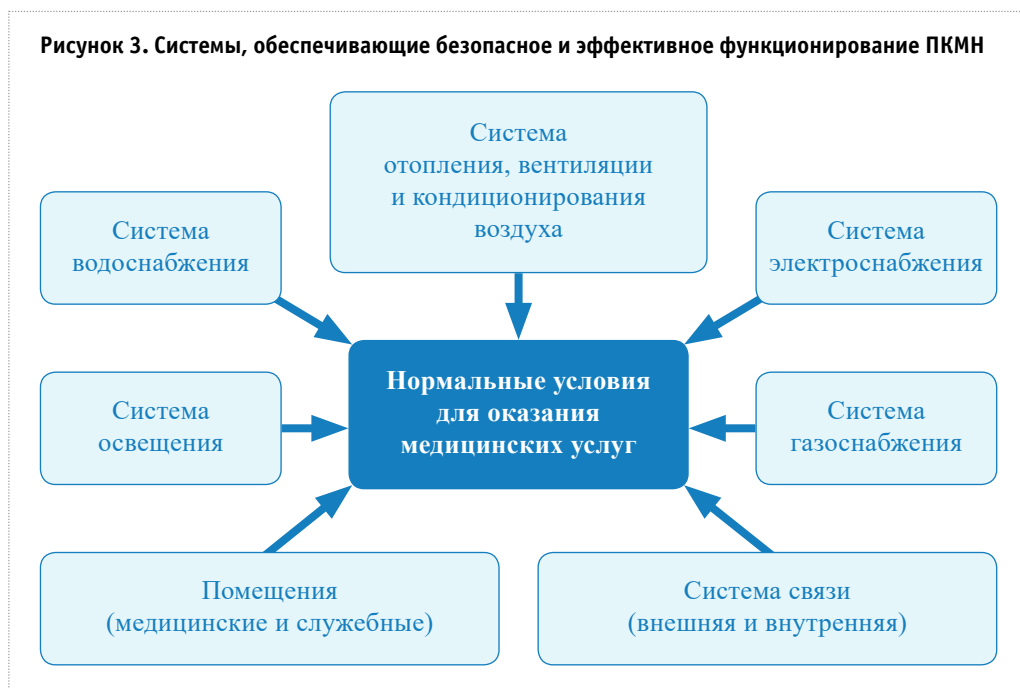 Рисунок 3. Системы, обеспечивающие безопасное и эффективное функционирование ПКМН
Система
отопления, вентиляции
и кондиционирования
воздуха
Система
водоснабжения
Система
электроснабжения
Нормальные условия
для оказания
медицинских услуг
Система
освещения
Система
газоснабжения
Помещения
(медицинские и служебные)
Система связи
(внешняя и внутренняя)